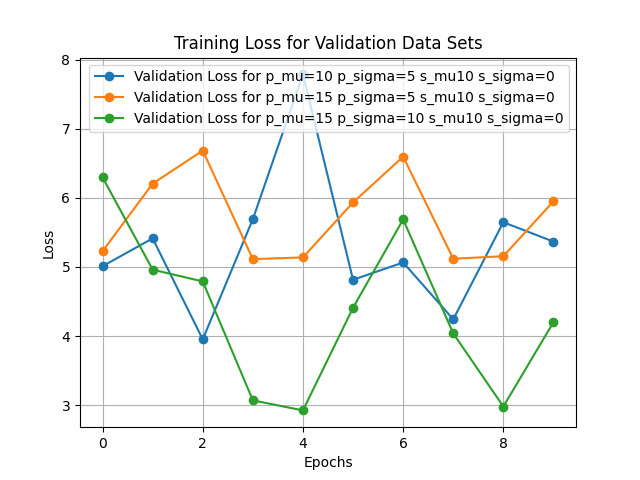 Training Loss for Validation Data Sets
8
Validation Loss for p_mu=10 p_sigma=5 s_mu10 s_sigma=0
Validation Loss for p_mu=15 p_sigma=5 s_mu10 s_sigma=0
Validation Loss for p_mu=15 p_sigma=10 s_mu10 s_sigma=0
7
6
5
4
3
Loss
0 2 4 6 8
Epochs